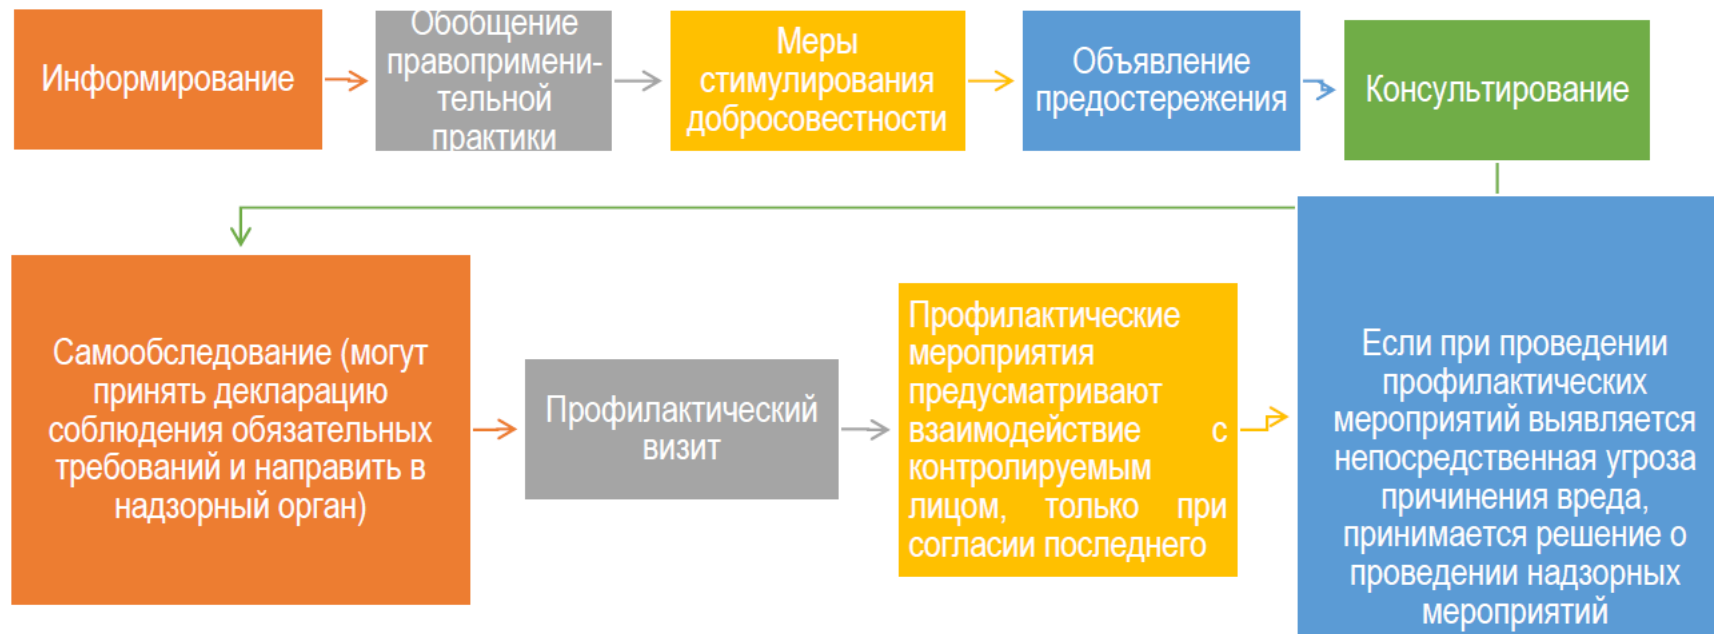 Информирование
Обобщение
правопримени-
тельной
практики
Меры
стимулирования
добросовестности
Объявление
предостережения
Консультирование
Самообследование (могут
принять декларацию
соблюдения обязательных
требований и направить в
надзорный орган)
Профилактический
визит
Профилактические
мероприятия
предусматривают
взаимодействие с
контролируемым
лицом, только при
согласии последнего
Если при проведении
профилактических
мероприятий выявляется
непосредственная угроза
причинения вреда,
принимается решение о
проведении надзорных
мероприятий